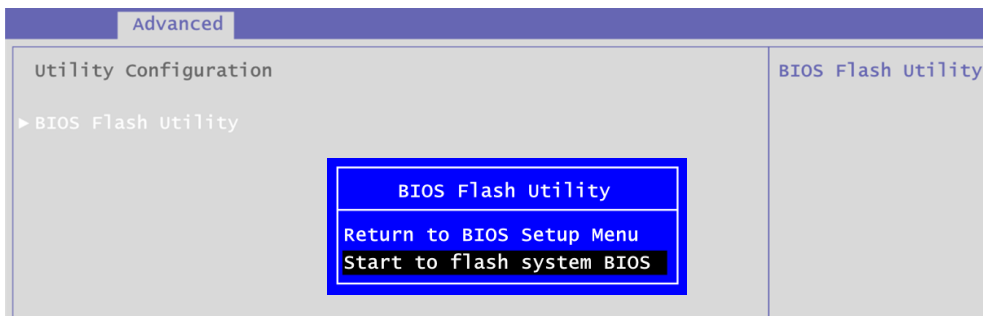 Advanced
Utility Configuration
BIOS Flash Utility
▶ BIOS Flash Utility
BIOS Flash Utility
Return to BIOS Setup Menu
Start to flash system BIOS